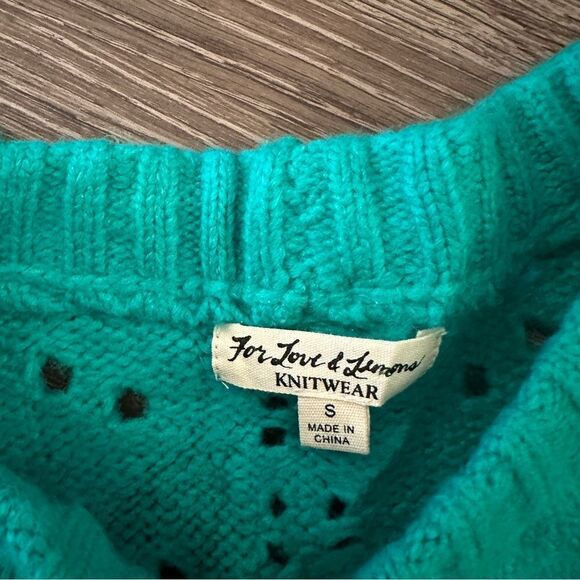 For Love & Lemons
KNITWEAR
S
MADE IN
CHINA